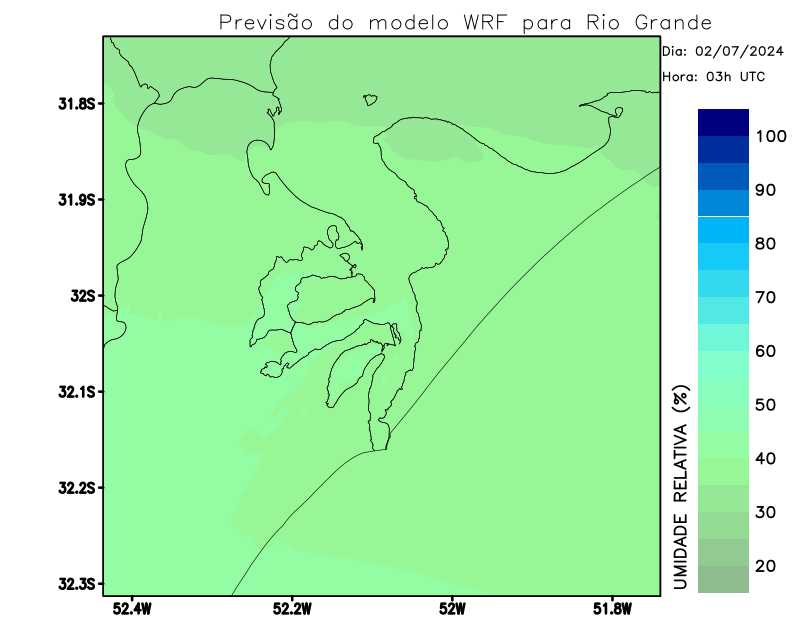 Previsão do modelo WRF para Rio Grande
Dia: 02/07/2024
Hora: 03h UTC
31.8S
31.9S
32S
32.1S
32.2S
32.3S
52.4W
52.2W
52W
51.8W
UMIDADE RELATIVA (%)
100
90
80
70
60
50
40
30
20